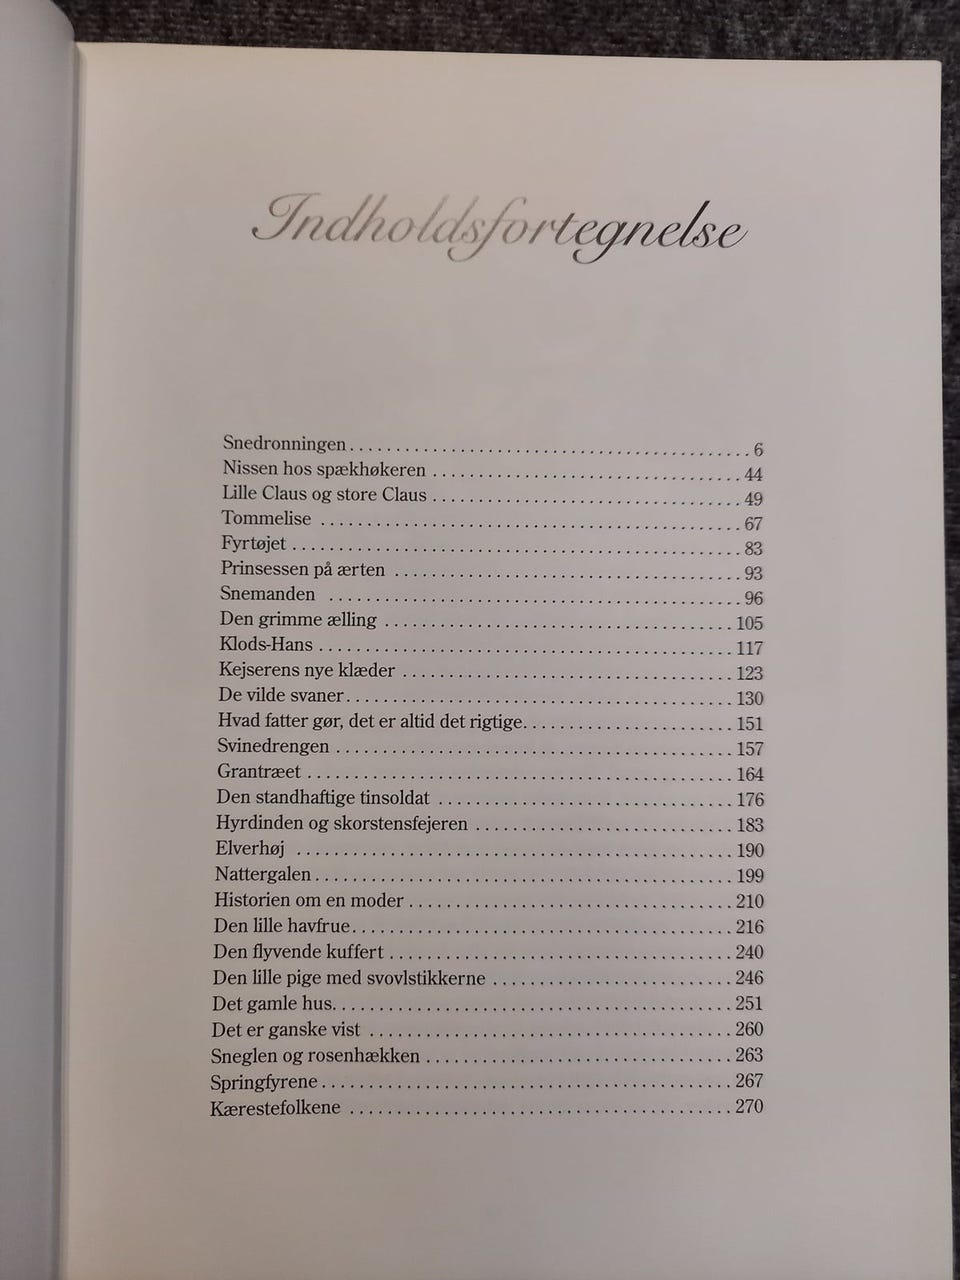 Indholdsfortegnelse
Snedronningen. . . . . . . . . . . . . . . . . . . . . . . . . . . . . . . . . . . . . . . . . . . 6
Nissen hos spækhøkeren . . . . . . . . . . . . . . . . . . . . . . . . . . . . . . . . . 44
Lille Claus og store Claus . . . . . . . . . . . . . . . . . . . . . . . . . . . . . . . . . 49
Tommelise . . . . . . . . . . . . . . . . . . . . . . . . . . . . . . . . . . . . . . . . . . . . . 67
Fyrtøjet . . . . . . . . . . . . . . . . . . . . . . . . . . . . . . . . . . . . . . . . . . . . . . . . 83
Prinsessen på ærten . . . . . . . . . . . . . . . . . . . . . . . . . . . . . . . . . . . . . 93
Snemanden . . . . . . . . . . . . . . . . . . . . . . . . . . . . . . . . . . . . . . . . . . . . 96
Den grimme ælling . . . . . . . . . . . . . . . . . . . . . . . . . . . . . . . . . . . . . 105
Klods-Hans . . . . . . . . . . . . . . . . . . . . . . . . . . . . . . . . . . . . . . . . . . . . 117
Kejserens nye klæder . . . . . . . . . . . . . . . . . . . . . . . . . . . . . . . . . . . 123
De vilde svaner. . . . . . . . . . . . . . . . . . . . . . . . . . . . . . . . . . . . . . . . . 130
Hvad fatter gør, det er altid det rigtige. . . . . . . . . . . . . . . . . . . . . . . 151
Svinedrengen . . . . . . . . . . . . . . . . . . . . . . . . . . . . . . . . . . . . . . . . . . 157
Grantræet . . . . . . . . . . . . . . . . . . . . . . . . . . . . . . . . . . . . . . . . . . . . . 164
Den standhaftige tinsoldat . . . . . . . . . . . . . . . . . . . . . . . . . . . . . . . 176
Hyrdinden og skorstensfejeren . . . . . . . . . . . . . . . . . . . . . . . . . . . 183
Elverhøj . . . . . . . . . . . . . . . . . . . . . . . . . . . . . . . . . . . . . . . . . . . . . . 190
Nattergalen . . . . . . . . . . . . . . . . . . . . . . . . . . . . . . . . . . . . . . . . . . . . 199
Historien om en moder . . . . . . . . . . . . . . . . . . . . . . . . . . . . . . . . . . 210
Den lille havfrue. . . . . . . . . . . . . . . . . . . . . . . . . . . . . . . . . . . . . . . . 216
Den flyvende kuffert . . . . . . . . . . . . . . . . . . . . . . . . . . . . . . . . . . . . 240
Den lille pige med svovlstikkerne . . . . . . . . . . . . . . . . . . . . . . . . . 246
Det gamle hus. . . . . . . . . . . . . . . . . . . . . . . . . . . . . . . . . . . . . . . . . . 251
Det er ganske vist . . . . . . . . . . . . . . . . . . . . . . . . . . . . . . . . . . . . . . 260
Sneglen og rosenhækken . . . . . . . . . . . . . . . . . . . . . . . . . . . . . . . . 263
Springfyrene . . . . . . . . . . . . . . . . . . . . . . . . . . . . . . . . . . . . . . . . . . . 267
Kærestefolkene . . . . . . . . . . . . . . . . . . . . . . . . . . . . . . . . . . . . . . . . 270